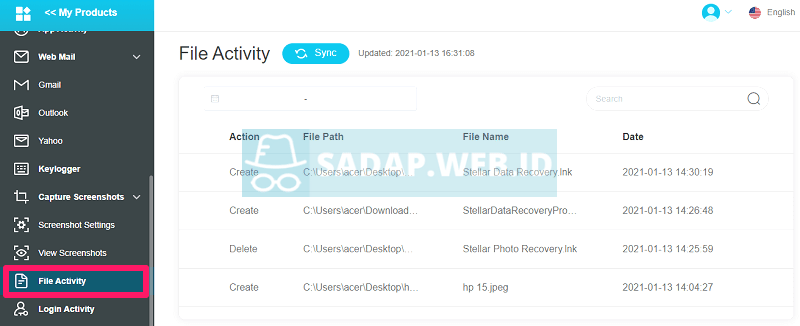 << My Products
English
App Activity
Web Mail
Gmail
Outlook
Yahoo
Keylogger
Capture Screenshots
Screenshot Settings
View Screenshots
File Activity
Login Activity
File Activity
Sync
Updated: 2021-01-13 16:31:08
-
Search
Action File Path File Name Date
SADAP.WEB.ID
Create C:\Users\acer\Desktop\... Stellar Data Recovery.lnk 2021-01-13 14:30:19
Create C:\Users\acer\Download... StellarDataRecoveryPro... 2021-01-13 14:26:48
Delete C:\Users\acer\Desktop\... Stellar Photo Recovery.lnk 2021-01-13 14:25:59
Create C:\Users\acer\Desktop\h... hp 15.jpeg 2021-01-13 14:04:27